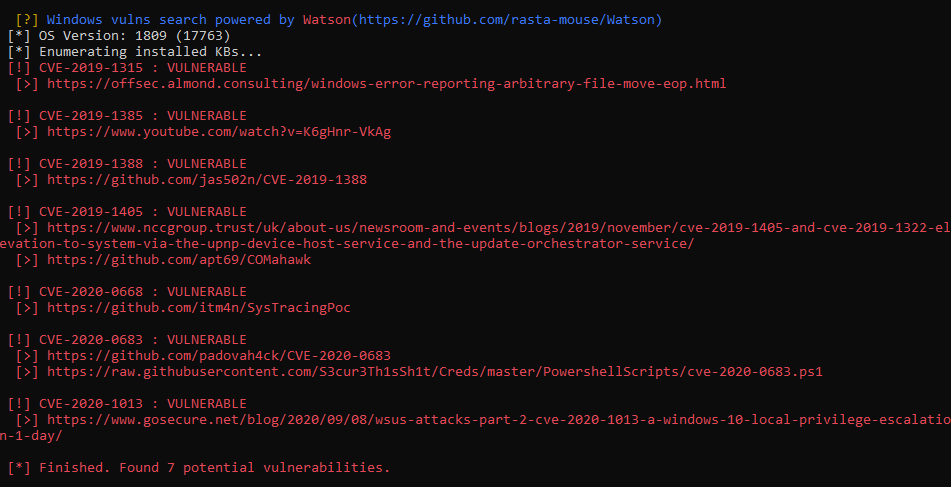 [?] Windows vulns search powered by Watson(https://github.com/rasta-mouse/Watson)
[*] OS Version: 1809 (17763)
[*] Enumerating installed KBs...
[!] CVE-2019-1315 : VULNERABLE
[>] https://offsec.almond.consulting/windows-error-reporting-arbitrary-file-move-eop.html
[!] CVE-2019-1385 : VULNERABLE
[>] https://www.youtube.com/watch?v=K6gHnr-VkAg
[!] CVE-2019-1388 : VULNERABLE
[>] https://github.com/jas502n/CVE-2019-1388
[!] CVE-2019-1405 : VULNERABLE
[>] https://www.nccgroup.trust/uk/about-us/newsroom-and-events/blogs/2019/november/cve-2019-1405-and-cve-2019-1322-el
evation-to-system-via-the-upnp-device-host-service-and-the-update-orchestrator-service/
[>] https://github.com/apt69/COMahawk
[!] CVE-2020-0668 : VULNERABLE
[>] https://github.com/itm4n/SysTracingPoc
[!] CVE-2020-0683 : VULNERABLE
[>] https://github.com/padovah4ck/CVE-2020-0683
[>] https://raw.githubusercontent.com/S3cur3Th1sSh1t/Creds/master/PowershellScripts/cve-2020-0683.ps1
[!] CVE-2020-1013 : VULNERABLE
[>] https://www.gosecure.net/blog/2020/09/08/wsus-attacks-part-2-cve-2020-1013-a-windows-10-local-privilege-escalatio
n-1-day/
[*] Finished. Found 7 potential vulnerabilities.